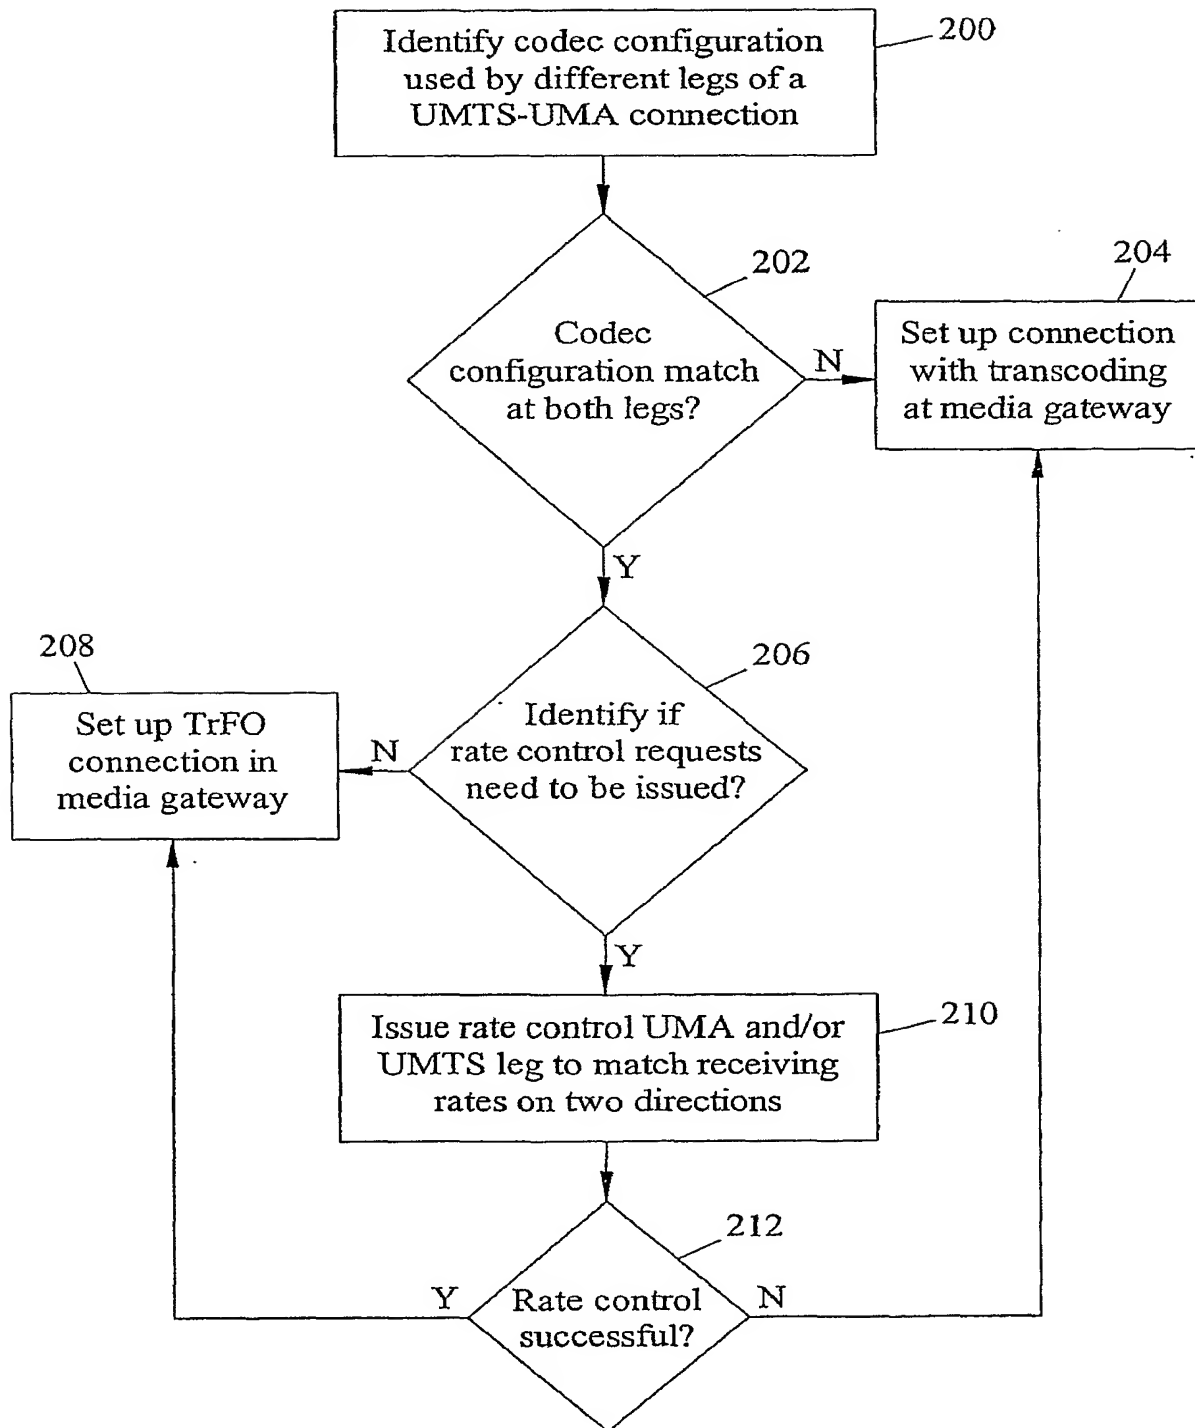 Identify codec configuration
used by different legs of a
UMTS-UMA connection
200
202
Codec
configuration match
at both legs?
N
204
Set up connection
with transcoding
at media gateway
Y
208
Set up TrFO
connection in
media gateway
N
206
Identify if
rate control requests
need to be issued?
Y
Issue rate control UMA and/or
UMTS leg to match receiving
rates on two directions
210
212
Y
Rate control
successful?
N